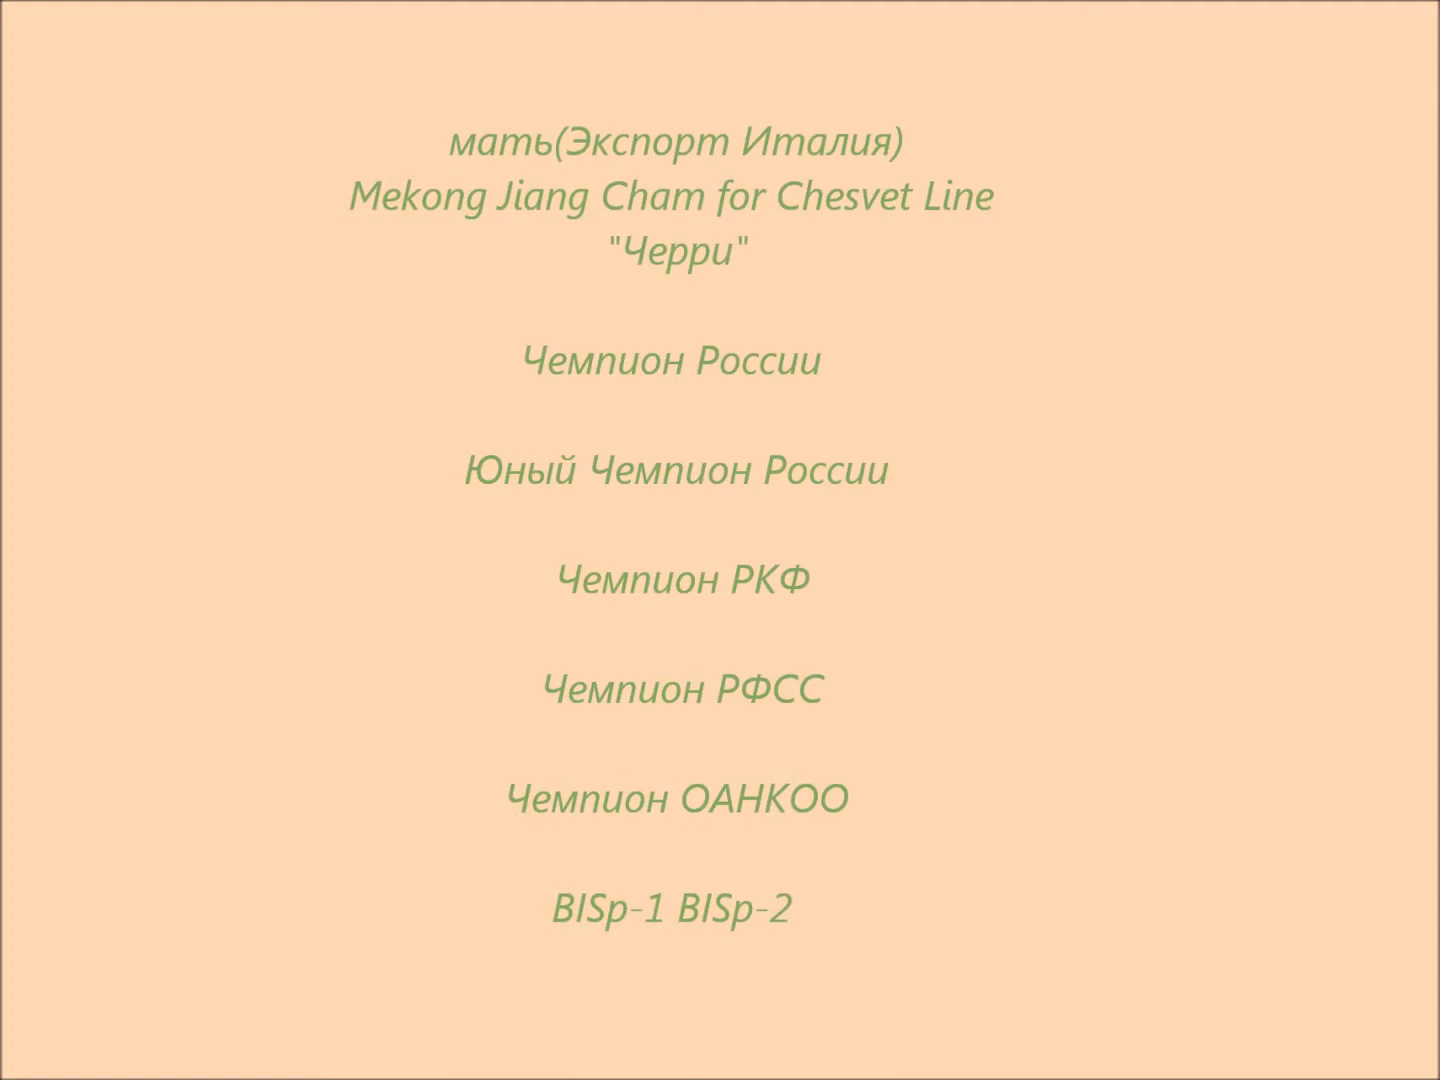 мать(Экспорт Италия)
Mekong Jiang Cham for Chesvet Line
"Черри"
Чемпион России
Юный Чемпион России
Чемпион РКФ
Чемпион РФСС
Чемпион ОАНКОО
BISp-1 BISp-2